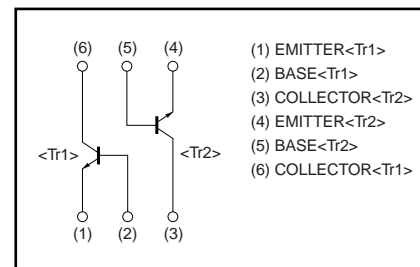 (6) (5) (4)
<Tr1> <Tr2>
(1) (2) (3)
(1) EMITTER<Tr1>
(2) BASE<Tr1>
(3) COLLECTOR<Tr2>
(4) EMITTER<Tr2>
(5) BASE<Tr2>
(6) COLLECTOR<Tr1>